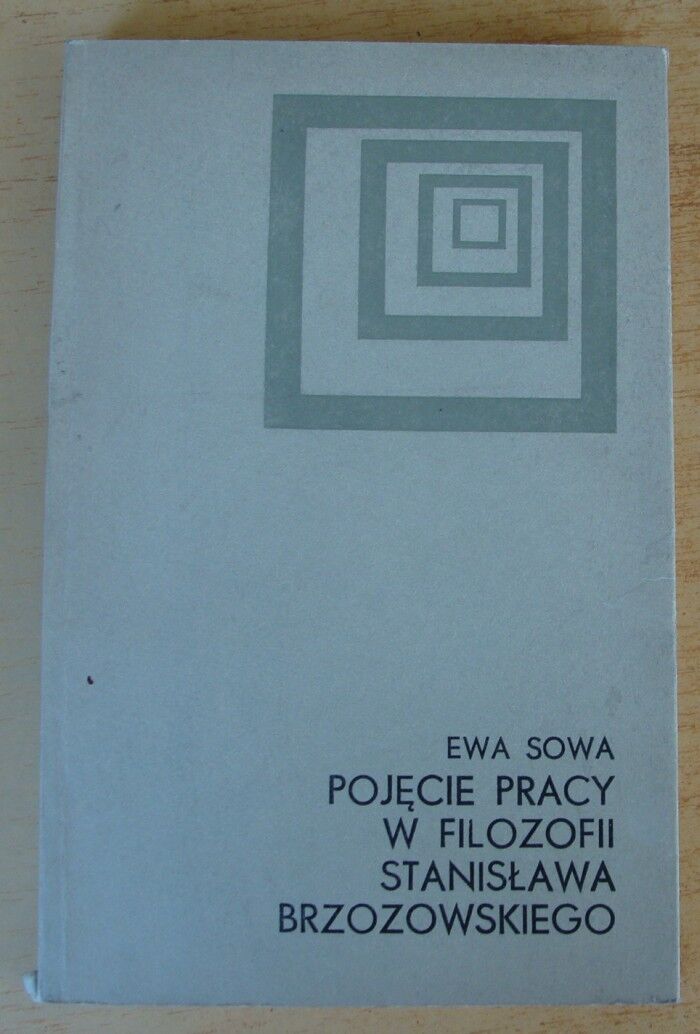 EWA SOWA
POJĘCIE PRACY
W FILOZOFII
STANISŁAWA
BRZOZOWSKIEGO